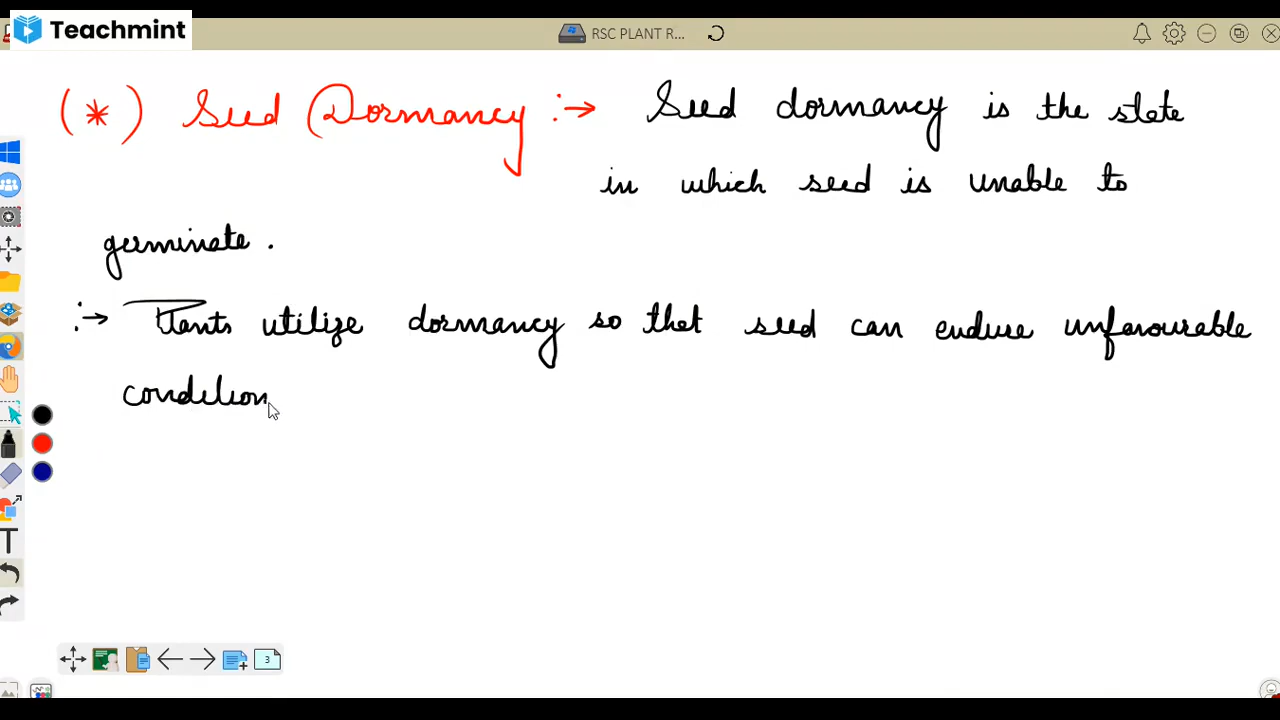 Teachmint
RSC PLANT R...
(*) Seed Dormancy :→ Seed dormancy is the state
in which seed is unable to
germinate.
:→ Plants utilize dormancy so that seed can endure unfavourable
condition
T
3